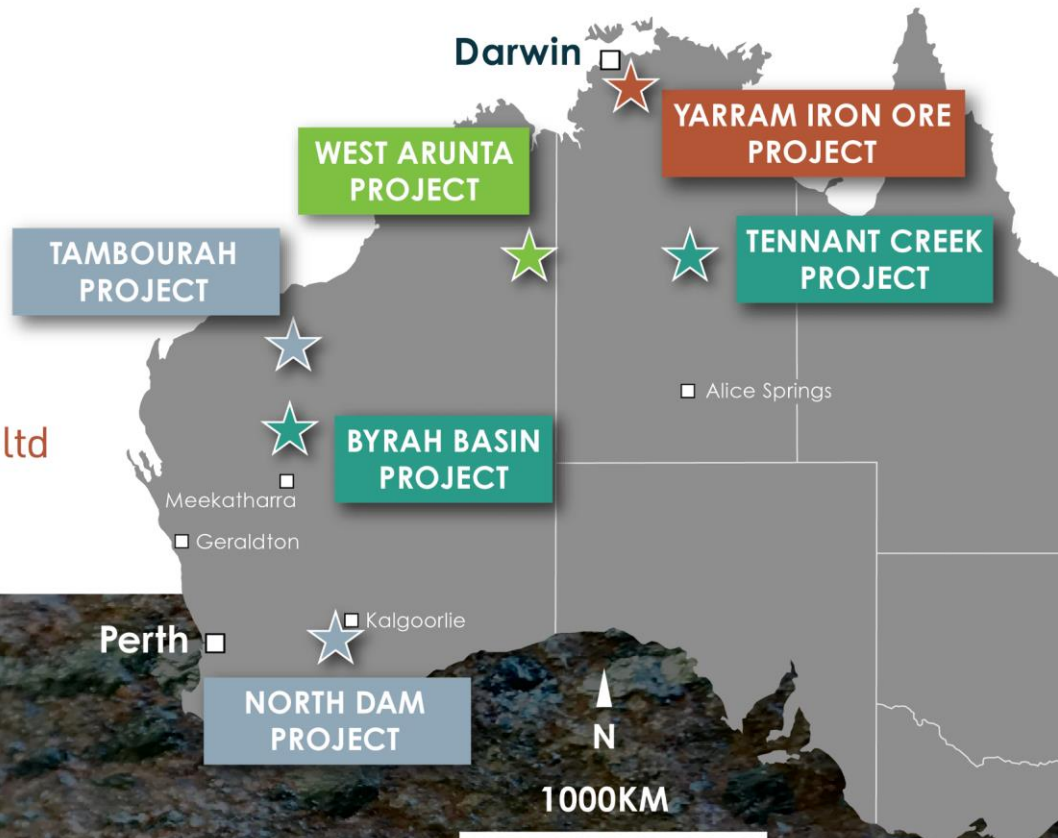 Darwin
YARRAM IRON ORE
PROJECT
WEST ARUNTA
PROJECT
TAMBOURAH
PROJECT
TENNANT CREEK
PROJECT
Alice Springs
ltd
BYRAH BASIN
PROJECT
Meekatharra
Geraldton
Kalgoorlie
Perth
NORTH DAM
PROJECT
N
1000KM